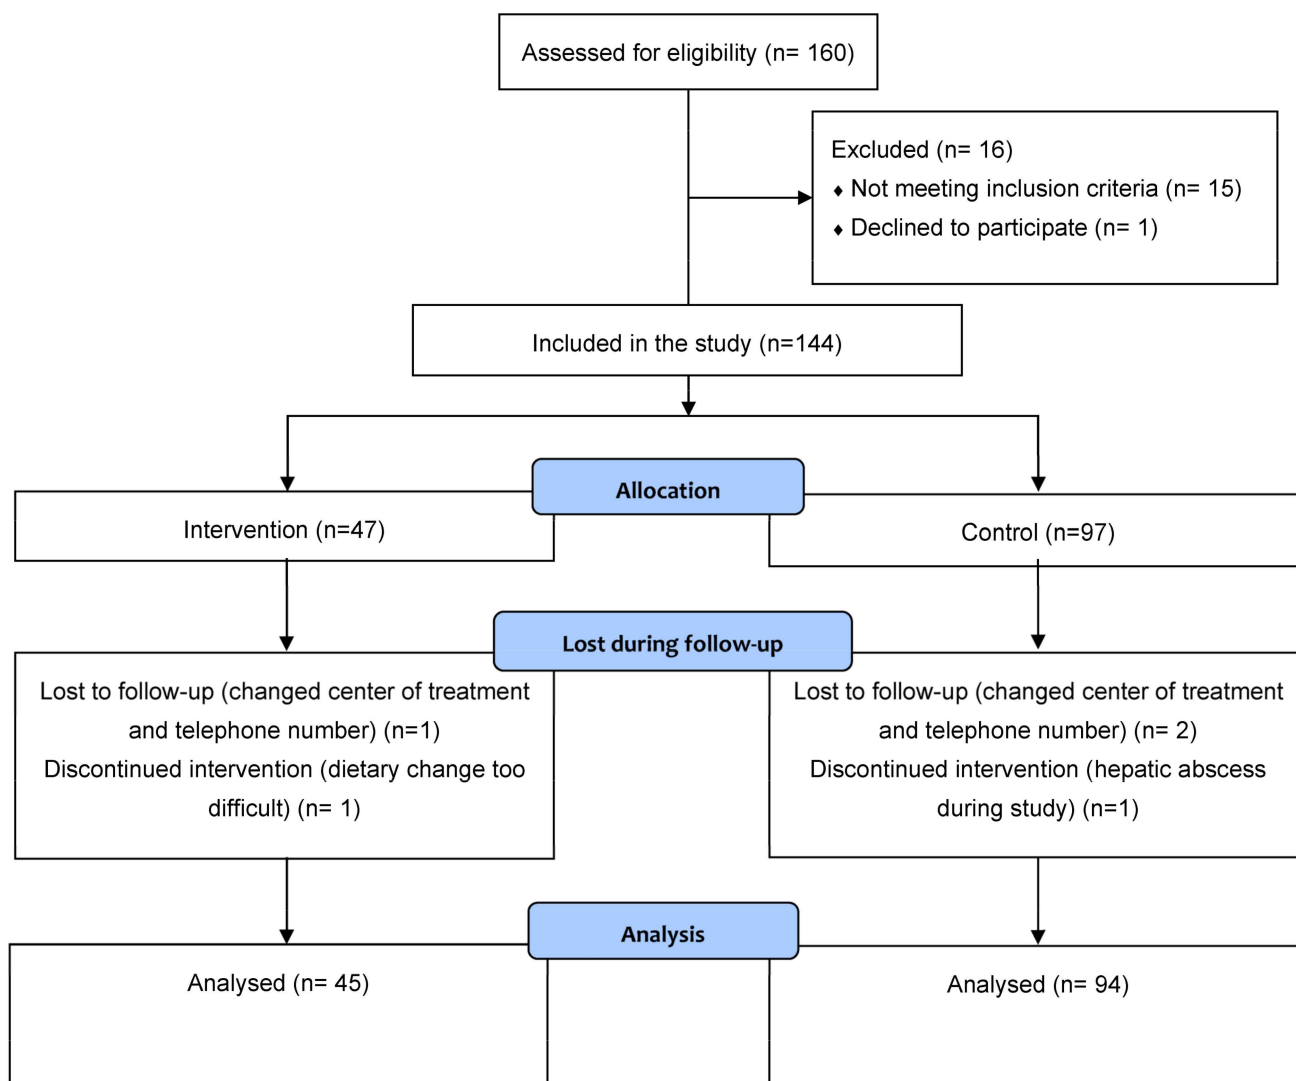 Assessed for eligibility (n= 160)
Excluded (n= 16)
♦ Not meeting inclusion criteria (n= 15)
♦ Declined to participate (n= 1)
Included in the study (n=144)
Allocation
Intervention (n=47)
Control (n=97)
Lost during follow-up
Lost to follow-up (changed center of treatment
and telephone number) (n=1)
Discontinued intervention (dietary change too
difficult) (n= 1)
Lost to follow-up (changed center of treatment
and telephone number) (n= 2)
Discontinued intervention (hepatic abscess
during study) (n=1)
Analysis
Analysed (n= 45)
Analysed (n= 94)